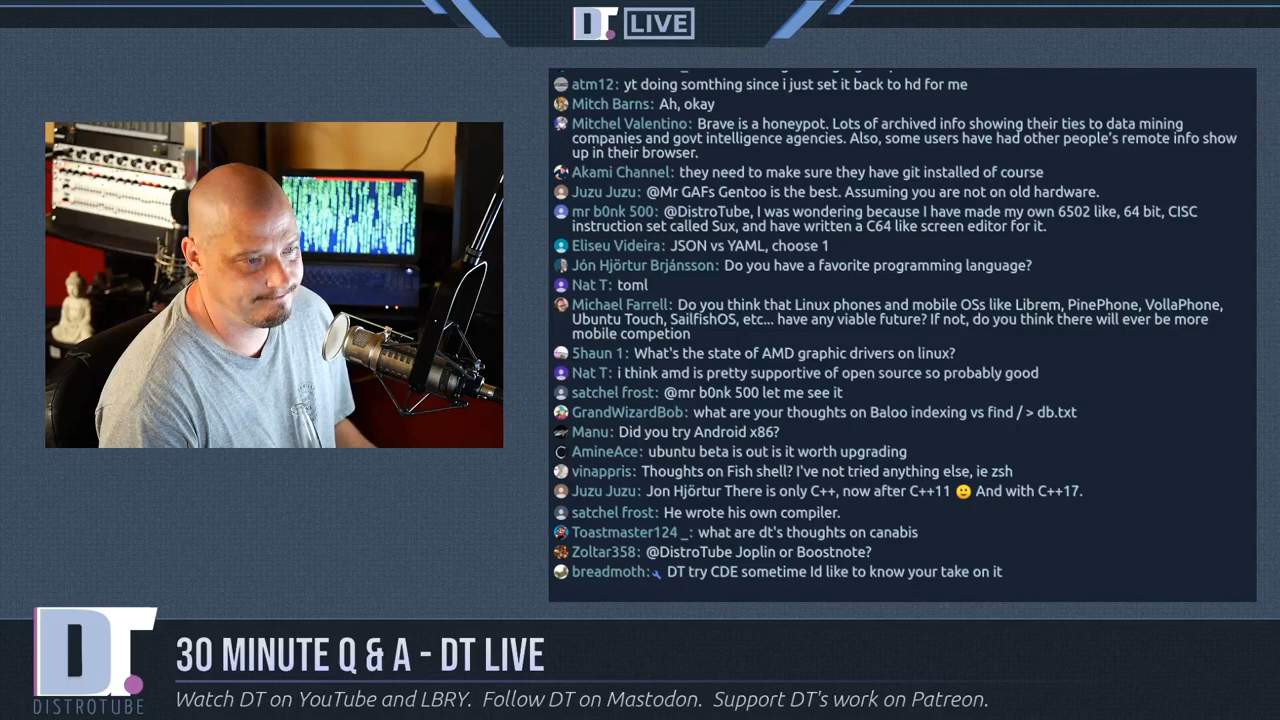 DT. LIVE
atm12: yt doing somthing since i just set it back to hd for me
Mitch Barns: Ah, okay
Mitchel Valentino: Brave is a honeypot. Lots of archived info showing their ties to data mining
companies and govt intelligence agencies. Also, some users have had other people's remote info show
up in their browser.
Akami Channel: they need to make sure they have git installed of course
Juzu Juzu: @Mr GAFs Gentoo is the best. Assuming you are not on old hardware.
mr b0nk 500: @DistroTube, I was wondering because I have made my own 6502 like, 64 bit, CISC
instruction set called Sux, and have written a C64 like screen editor for it.
Eliseu Videira: JSON vs YAML, choose 1
Jón Hjörtur Brjánsson: Do you have a favorite programming language?
Nat T: toml
Michael Farrell: Do you think that Linux phones and mobile OSs like Librem, PinePhone, VollaPhone,
Ubuntu Touch, SailfishOS, etc... have any viable future? If not, do you think there will ever be more
mobile competion
5haun 1: What's the state of AMD graphic drivers on linux?
Nat T: i think amd is pretty supportive of open source so probably good
satchel frost: @mr b0nk 500 let me see it
GrandWizardBob: what are your thoughts on Baloo indexing vs find / > db.txt
Manu: Did you try Android x86?
AmineAce: ubuntu beta is out is it worth upgrading
vinappris: Thoughts on Fish shell? I've not tried anything else, ie zsh
Juzu Juzu: Jon Hjörtur There is only C++, now after C++11 🙂 And with C++17.
satchel frost: He wrote his own compiler.
Toastmaster124 _: what are dt's thoughts on canabis
Zoltar358: @DistroTube Joplin or Boostnote?
breadmoth: DT try CDE sometime Id like to know your take on it
DT.
DISTROTUBE
30 MINUTE Q & A - DT LIVE
Watch DT on YouTube and LBRY. Follow DT on Mastodon. Support DT's work on Patreon.